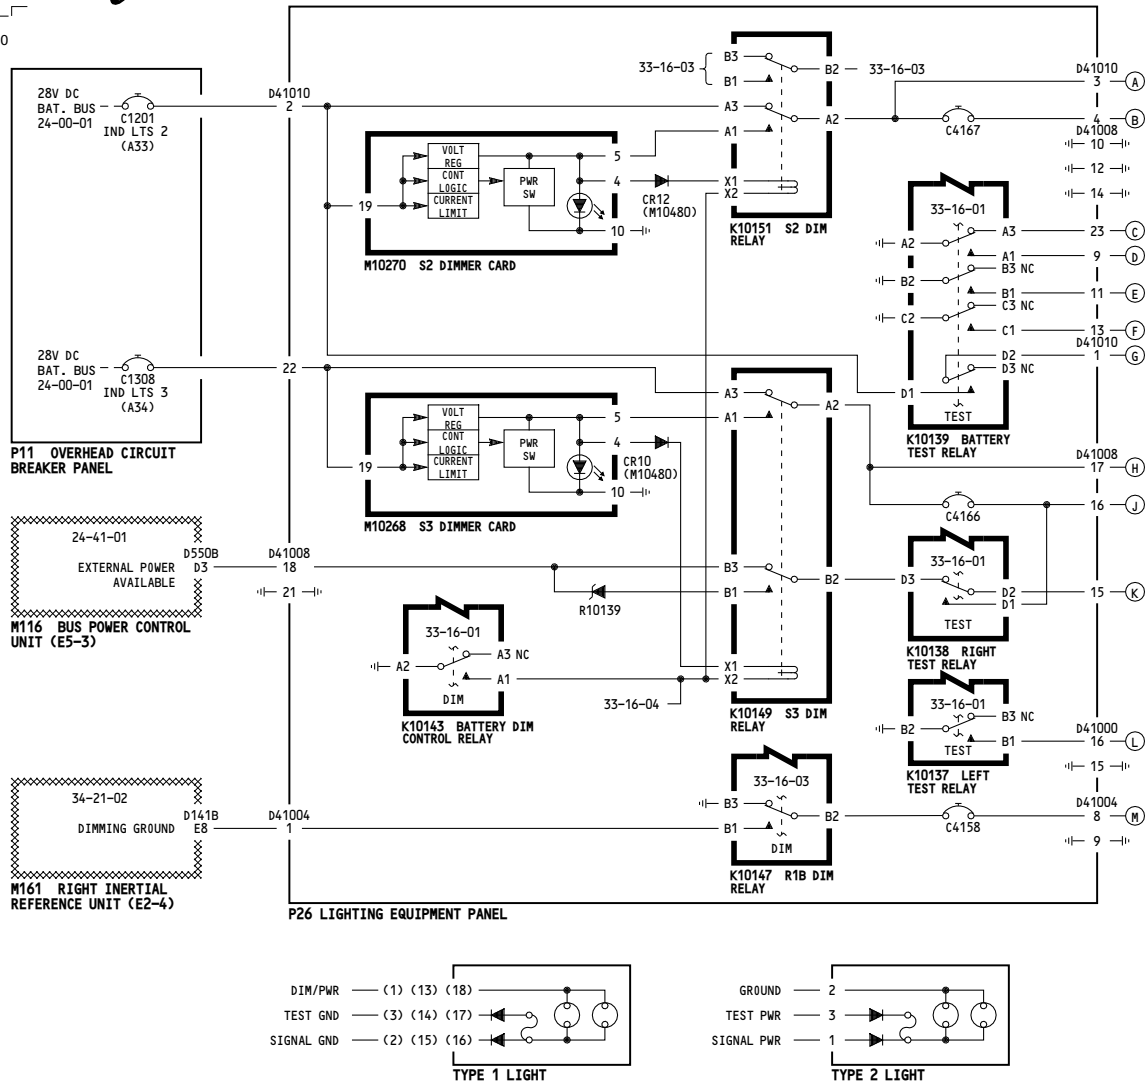 0
28V DC
BAT. BUS
24-00-01
C1201
IND LTS 2
(A33)
28V DC
BAT. BUS
24-00-01
C1308
IND LTS 3
(A34)
P11 OVERHEAD CIRCUIT
BREAKER PANEL
24-41-01
EXTERNAL POWER
AVAILABLE
D550B
D3
M116 BUS POWER CONTROL
UNIT (E5-3)
34-21-02
DIMMING GROUND
D141B
E8
M161 RIGHT INERTIAL
REFERENCE UNIT (E2-4)
D41010
2
22
D41008
18
21
D41004
1
19
VOLT
REG
CONT
LOGIC
CURRENT
LIMIT
PWR
SW
5
4
10
M10270 S2 DIMMER CARD
CR12
(M10480)
19
VOLT
REG
CONT
LOGIC
CURRENT
LIMIT
PWR
SW
5
4
10
M10268 S3 DIMMER CARD
CR10
(M10480)
R10139
33-16-01
A2
A3 NC
A1
DIM
K10143 BATTERY DIM
CONTROL RELAY
33-16-04
33-16-03
B3
B1
B2
33-16-03
A3
A1
A2
X1
X2
K10151 S2 DIM
RELAY
A3
A1
A2
B3
B1
B2
X1
X2
K10149 S3 DIM
RELAY
33-16-03
B3
B1
B2
DIM
K10147 R1B DIM
RELAY
C4167
33-16-01
A2
A3
A1
B3 NC
B2
B1
C3 NC
C2
C1
D2
D3 NC
D1
TEST
K10139 BATTERY
TEST RELAY
C4166
33-16-01
D3
D2
D1
TEST
K10138 RIGHT
TEST RELAY
33-16-01
B3 NC
B2
B1
TEST
K10137 LEFT
TEST RELAY
C4158
D41010
3 A
4 B
D41008
10
12
14
23 C
9 D
11 E
13 F
D41010
1 G
D41008
17 H
16 J
15 K
D41000
16 L
15
D41004
8 M
9
P26 LIGHTING EQUIPMENT PANEL
DIM/PWR (1) (13) (18)
TEST GND (3) (14) (17)
SIGNAL GND (2) (15) (16)
TYPE 1 LIGHT
GROUND 2
TEST PWR 3
SIGNAL PWR 1
TYPE 2 LIGHT